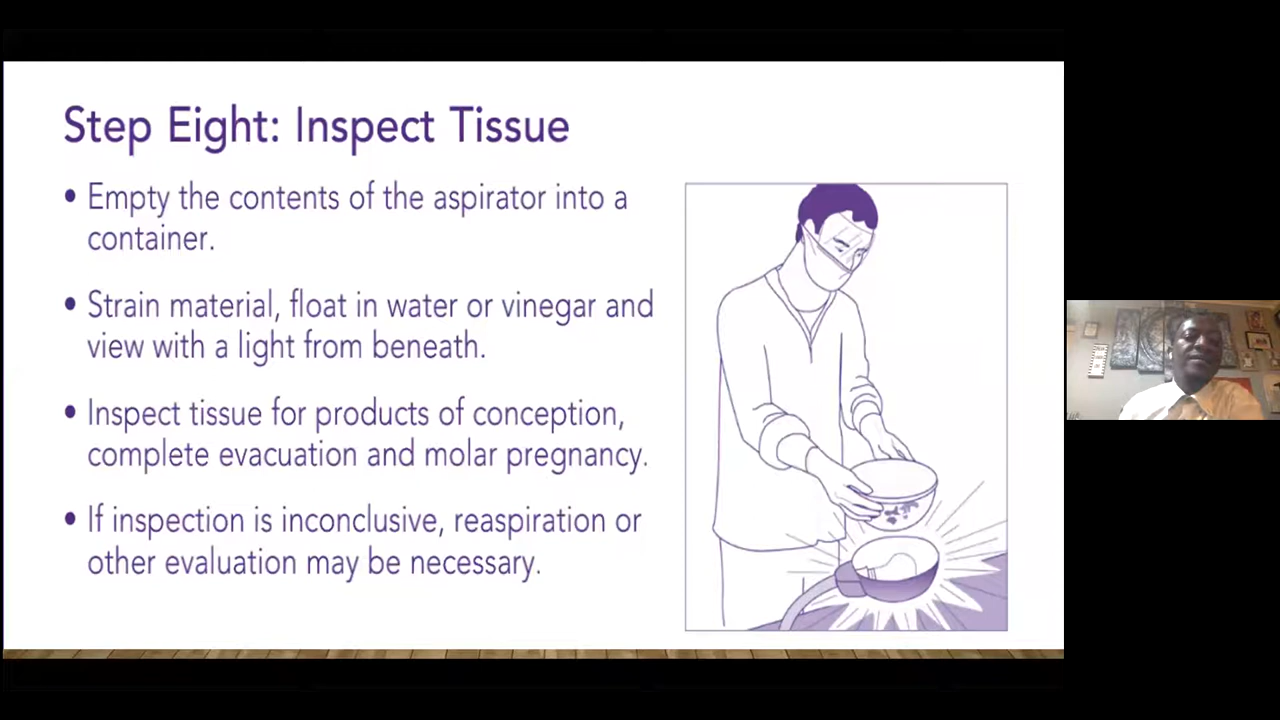 Step Eight: Inspect Tissue
• Empty the contents of the aspirator into a
container.
• Strain material, float in water or vinegar and
view with a light from beneath.
• Inspect tissue for products of conception,
complete evacuation and molar pregnancy.
• If inspection is inconclusive, reaspiration or
other evaluation may be necessary.